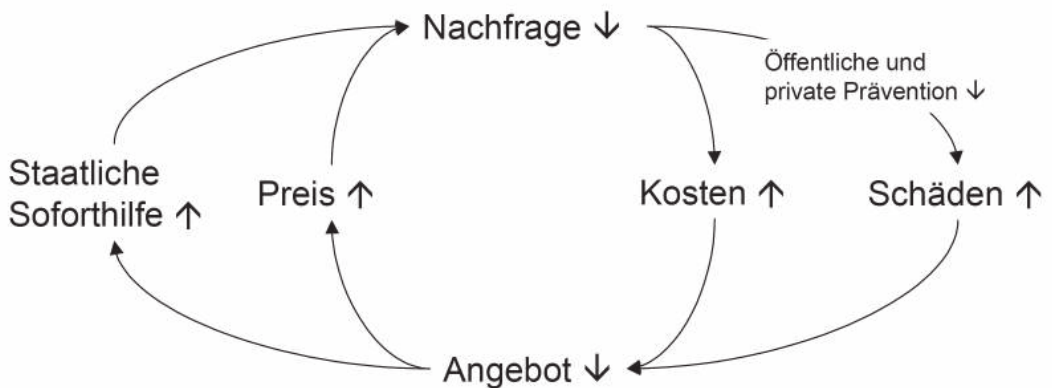 Nachfrage ↓
Öffentliche und
private Prävention ↓
Staatliche
Soforthilfe ↑
Preis ↑
Kosten ↑
Schäden ↑
Angebot ↓